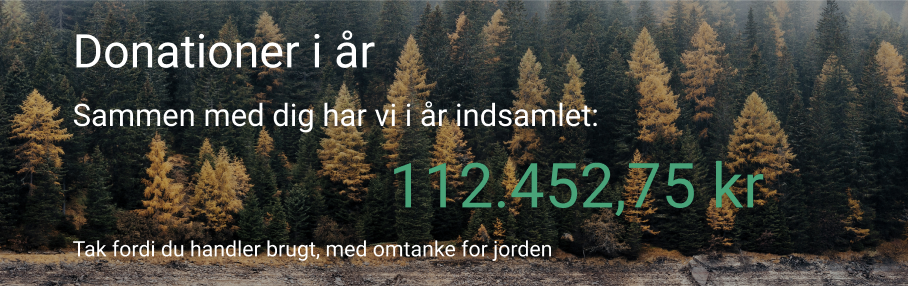 Donationer i år
Sammen med dig har vi i år indsamlet:
112.452,75 kr
Tak fordi du handler brugt, med omtanke for jorden